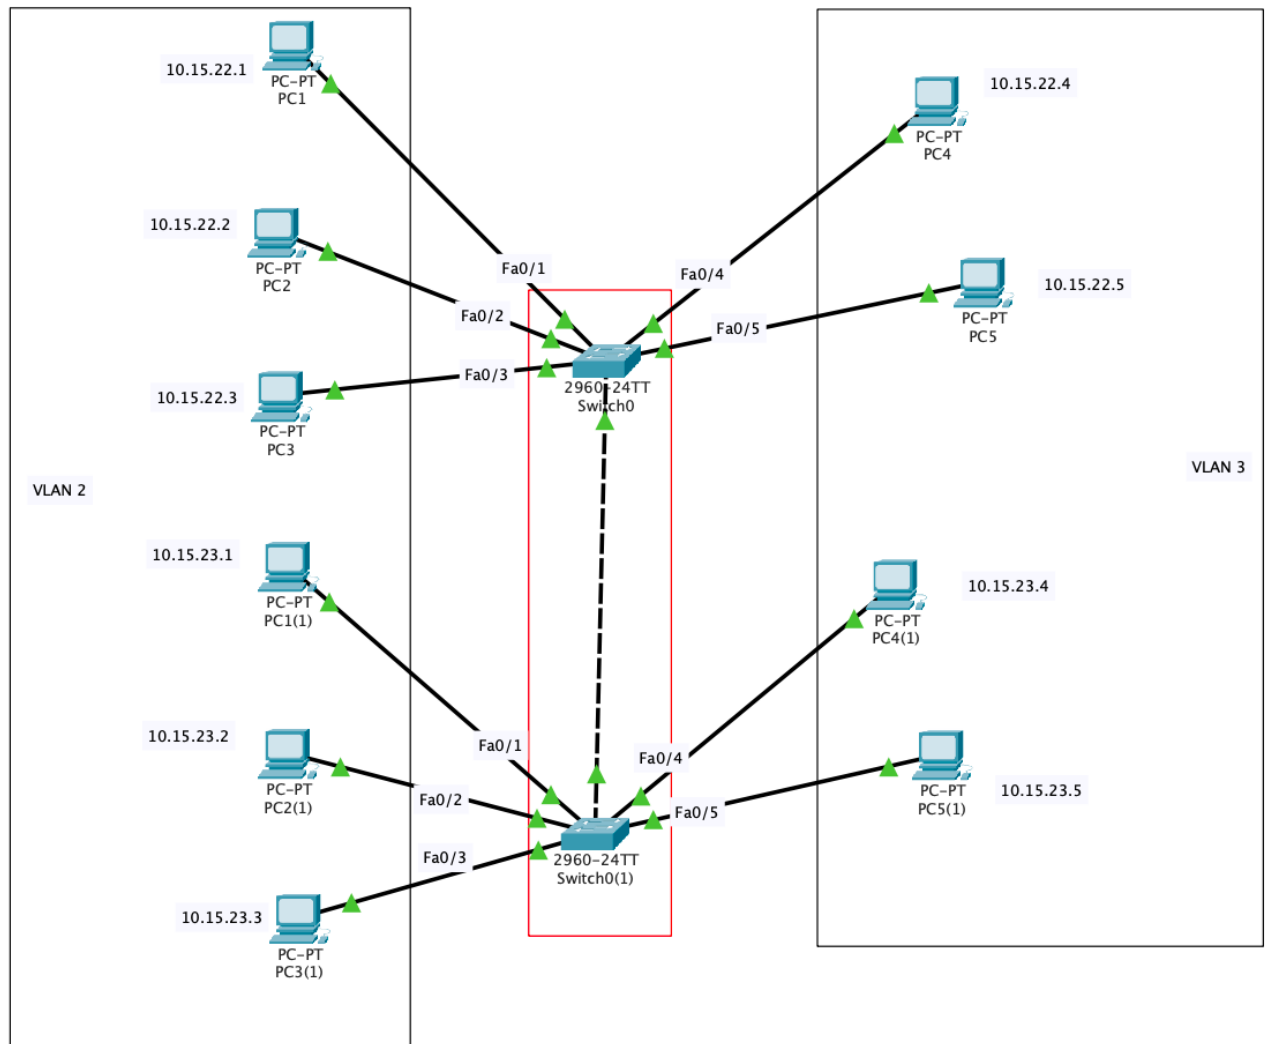 10.15.22.1
PC-PT
PC1
10.15.22.4
PC-PT
PC4
10.15.22.2
PC-PT
PC2
Fa0/1
Fa0/4
10.15.22.5
PC-PT
PC5
Fa0/2
Fa0/5
10.15.22.3
PC-PT
PC3
Fa0/3
2960-24TT
Switch0
VLAN 2
VLAN 3
10.15.23.1
PC-PT
PC1(1)
10.15.23.4
PC-PT
PC4(1)
10.15.23.2
PC-PT
PC2(1)
Fa0/1
Fa0/4
PC-PT
PC5(1)
10.15.23.5
Fa0/2
Fa0/5
Fa0/3
2960-24TT
Switch0(1)
10.15.23.3
PC-PT
PC3(1)